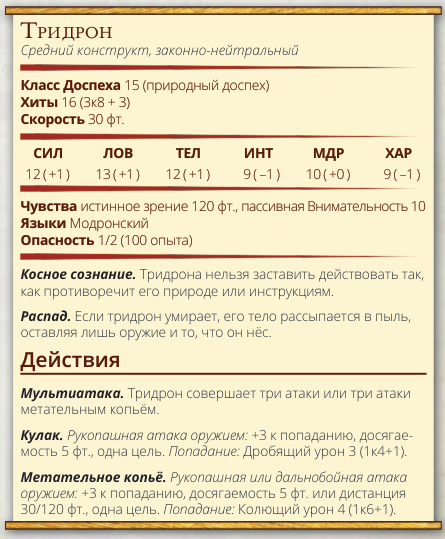 Тридрон
Средний конструкт, законно-нейтральный
Класс Доспеха 15 (природный доспех)
Хиты 16 (3к8 + 3)
Скорость 30 фт.
СИЛ ЛОВ ТЕЛ ИНТ МДР ХАР
12 (+1) 13 (+1) 12 (+1) 9 (−1) 10 (+0) 9 (−1)
Чувства истинное зрение 120 фт., пассивная Внимательность 10
Языки Модронский
Опасность 1/2 (100 опыта)
Косное сознание. Тридрона нельзя заставить действовать так,
как противоречит его природе или инструкциям.
Распад. Если тридрон умирает, его тело рассыпается в пыль,
оставляя лишь оружие и то, что он нёс.
Действия
Мультиатака. Тридрон совершает три атаки или три атаки
метательным копьём.
Кулак. Рукопашная атака оружием: +3 к попаданию, досягае-
мость 5 фт., одна цель. Попадание: Дробящий урон 3 (1к4+1).
Метательное копьё. Рукопашная или дальнобойная атака
оружием: +3 к попаданию, досягаемость 5 фт. или дистанция
30/120 фт., одна цель. Попадание: Колющий урон 4 (1к6+1).